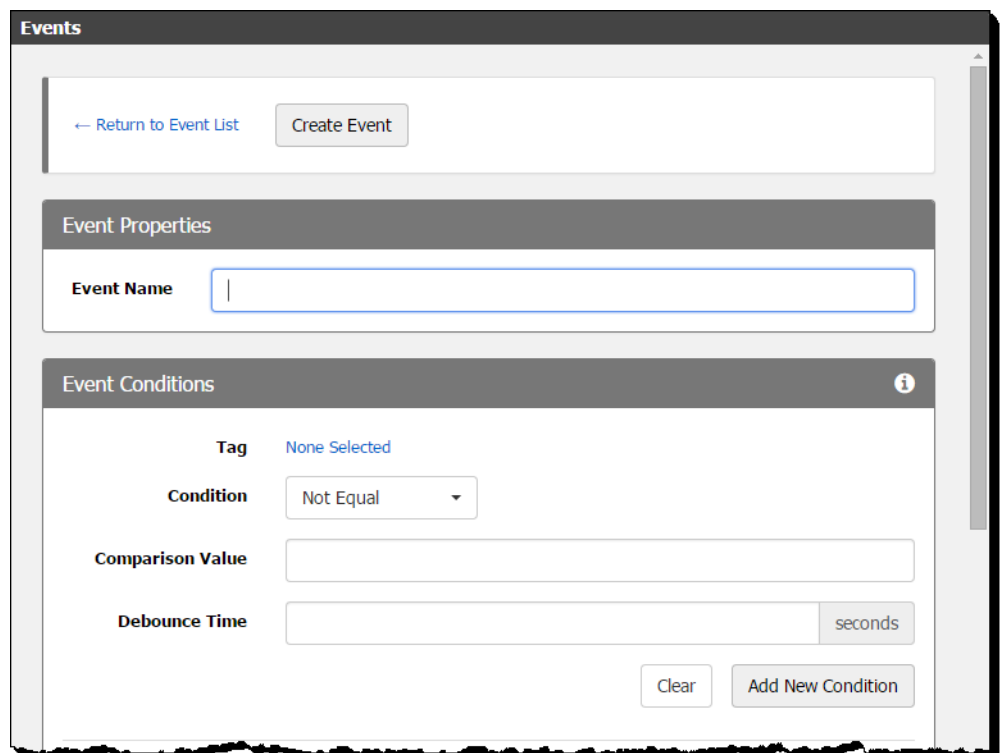 Events
← Return to Event List Create Event
Event Properties
Event Name
Event Conditions
Tag None Selected
Condition Not Equal
Comparison Value
Debounce Time seconds
Clear Add New Condition